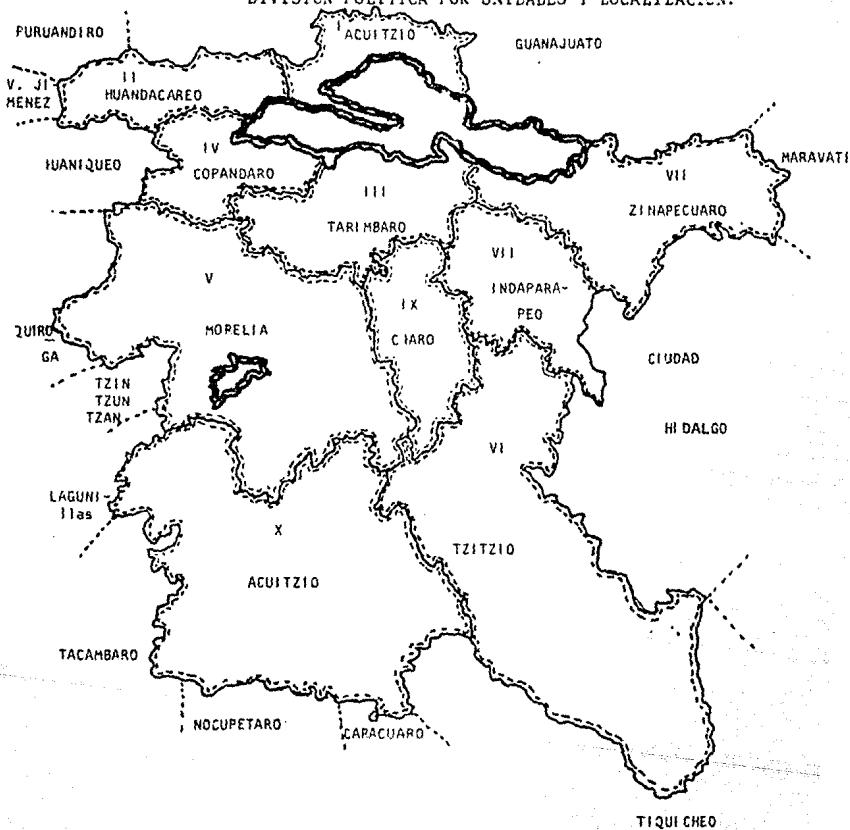 DIVISION POLITICA POR UNIDADES Y LOCALIZACION.
PURUANDIRO
I
ACUITZIO
GUANAJUATO
V. JI
MENEZ
II
HUANDACAREO
HUANIQUEO
IV
COPANDARO
MARAVATI
VII
ZINAPECUARO
III
TARIMBARO
VII
INDAPARA-
PEO
V
MORELIA
IX
CHARO
QUIRO-
GA
TZIN
TZUN
TZAN
CIUDAD
HIDALGO
VI
TZITZIO
LAGUNI-
llas
X
ACUITZIO
TACAMBARO
NOCUPETARO
CARACUARO
TIQUICHEO